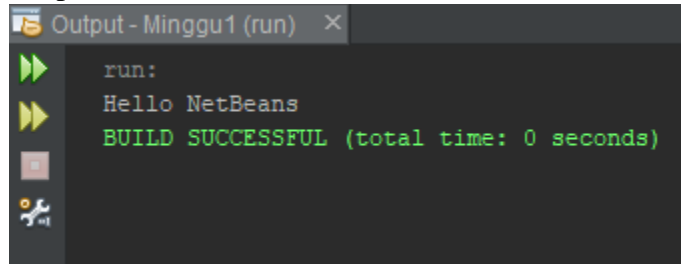 Output - Minggu1 (run)
run:
Hello NetBeans
BUILD SUCCESSFUL (total time: 0 seconds)